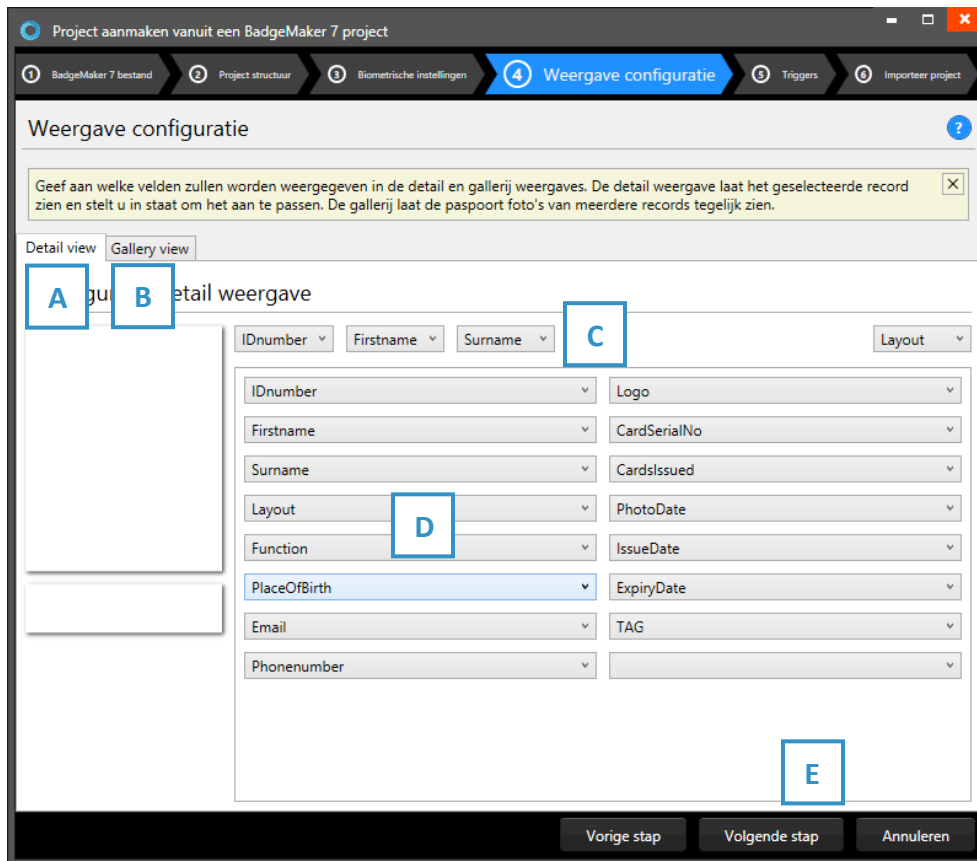 Project aanmaken vanuit een BadgeMaker 7 project
1 BadgeMaker 7 bestand 2 Project structuur 3 Biometrische instellingen 4 Weergave configuratie 5 Triggers 6 Importeer project
Weergave configuratie ?
Geef aan welke velden zullen worden weergegeven in de detail en gallerij weergaves. De detail weergave laat het geselecteerde record
zien en stelt u in staat om het aan te passen. De gallerij laat de paspoort foto's van meerdere records tegelijk zien.
Detail view Gallery view
A gu B etail weergave
IDnumber Firstname Surname C Layout
IDnumber Logo
Firstname CardSerialNo
Surname CardsIssued
Layout PhotoDate
D
Function IssueDate
PlaceOfBirth ExpiryDate
Email TAG
Phonenumber
E
Vorige stap Volgende stap Annuleren